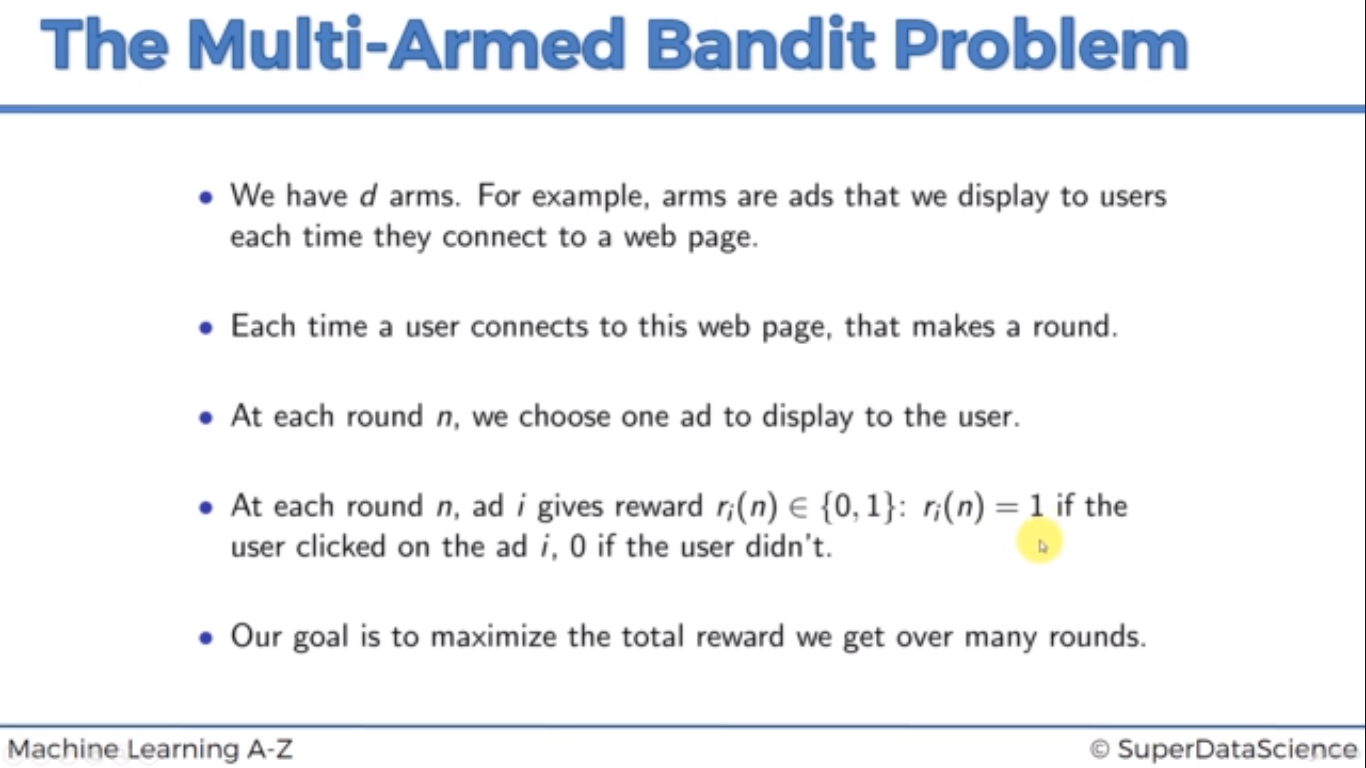 The Multi-Armed Bandit Problem
• We have d arms. For example, arms are ads that we display to users
each time they connect to a web page.
• Each time a user connects to this web page, that makes a round.
• At each round n, we choose one ad to display to the user.
• At each round n, ad i gives reward rᵢ(n) ∈ {0, 1}: rᵢ(n) = 1 if the
user clicked on the ad i, 0 if the user didn't.
• Our goal is to maximize the total reward we get over many rounds.
Machine Learning A-Z
© SuperDataScience